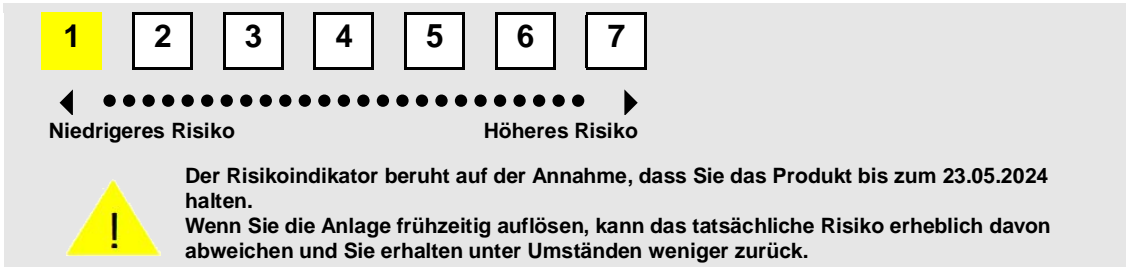 1 2 3 4 5 6 7
Niedrigeres Risiko Höheres Risiko
Der Risikoindikator beruht auf der Annahme, dass Sie das Produkt bis zum 23.05.2024
halten.
Wenn Sie die Anlage frühzeitig auflösen, kann das tatsächliche Risiko erheblich davon
abweichen und Sie erhalten unter Umständen weniger zurück.
!